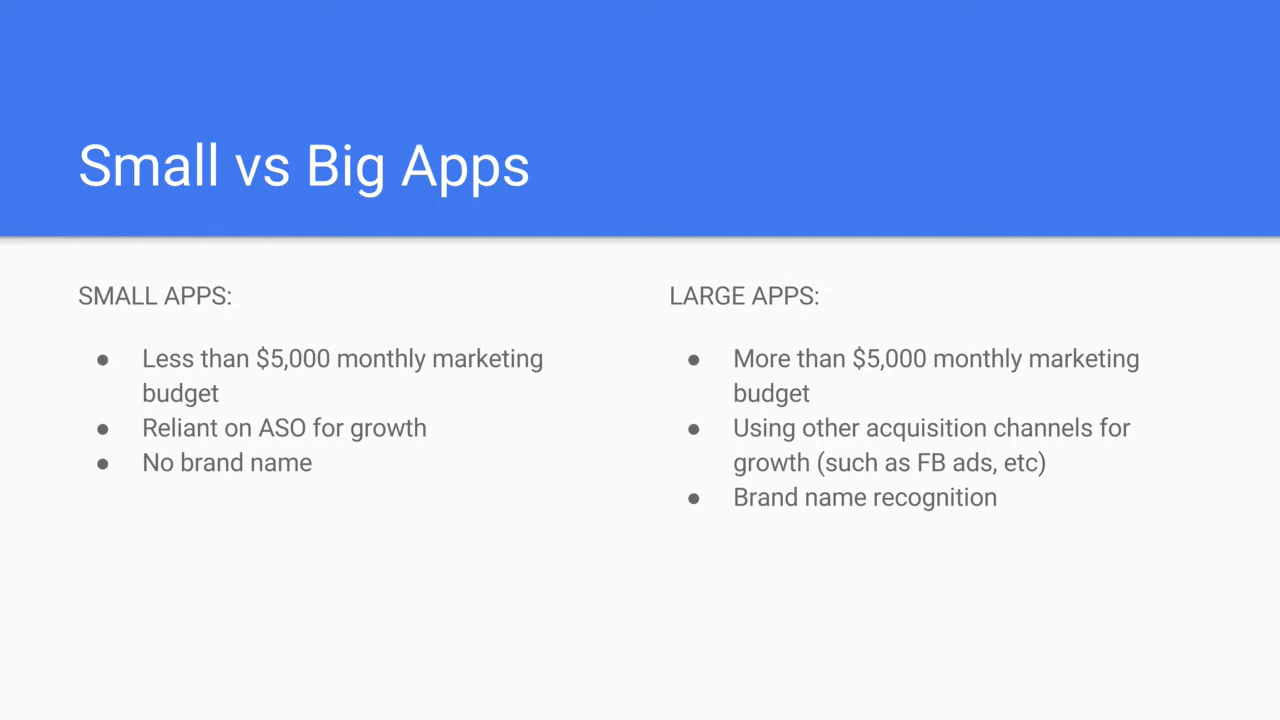 Small vs Big Apps
SMALL APPS:
● Less than $5,000 monthly marketing
budget
● Reliant on ASO for growth
● No brand name
LARGE APPS:
● More than $5,000 monthly marketing
budget
● Using other acquisition channels for
growth (such as FB ads, etc)
● Brand name recognition